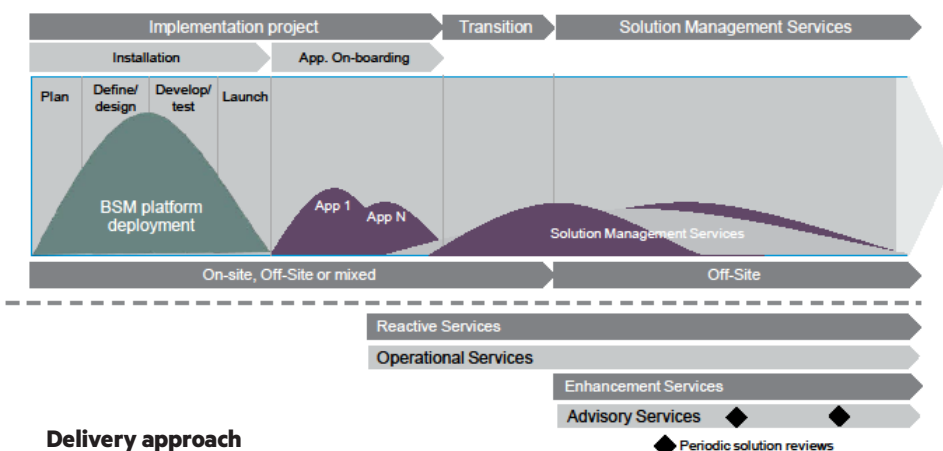 Implementation project
Transition
Solution Management Services
Installation
App. On-boarding
Plan
Define/
design
Develop/
test
Launch
BSM platform
deployment
App 1
App N
Solution Management Services
On-site, Off-Site or mixed
Off-Site
Reactive Services
Operational Services
Enhancement Services
Advisory Services
Delivery approach
Periodic solution reviews